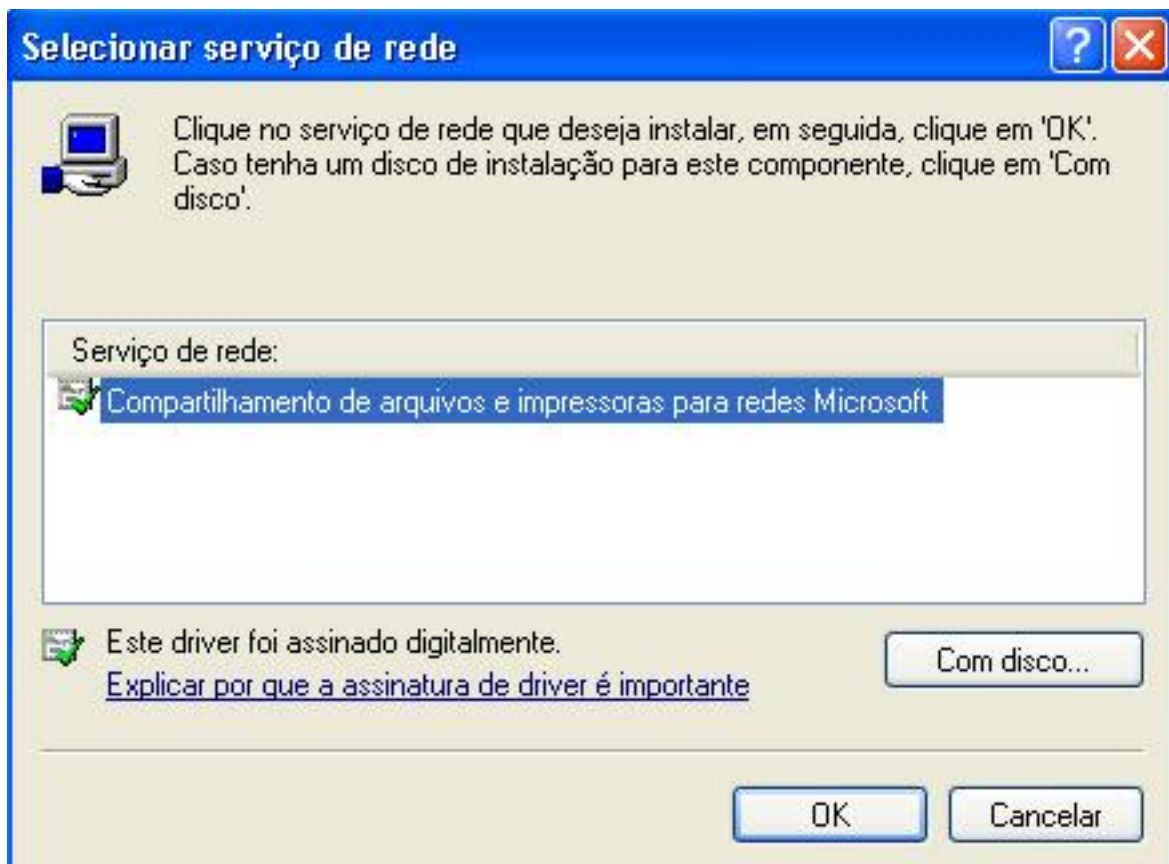 Selecionar serviço de rede
Clique no serviço de rede que deseja instalar, em seguida, clique em 'OK'.
Caso tenha um disco de instalação para este componente, clique em 'Com
disco'.
Serviço de rede:
Compartilhamento de arquivos e impressoras para redes Microsoft
Este driver foi assinado digitalmente.
Explicar por que a assinatura de driver é importante
Com disco...
OK
Cancelar